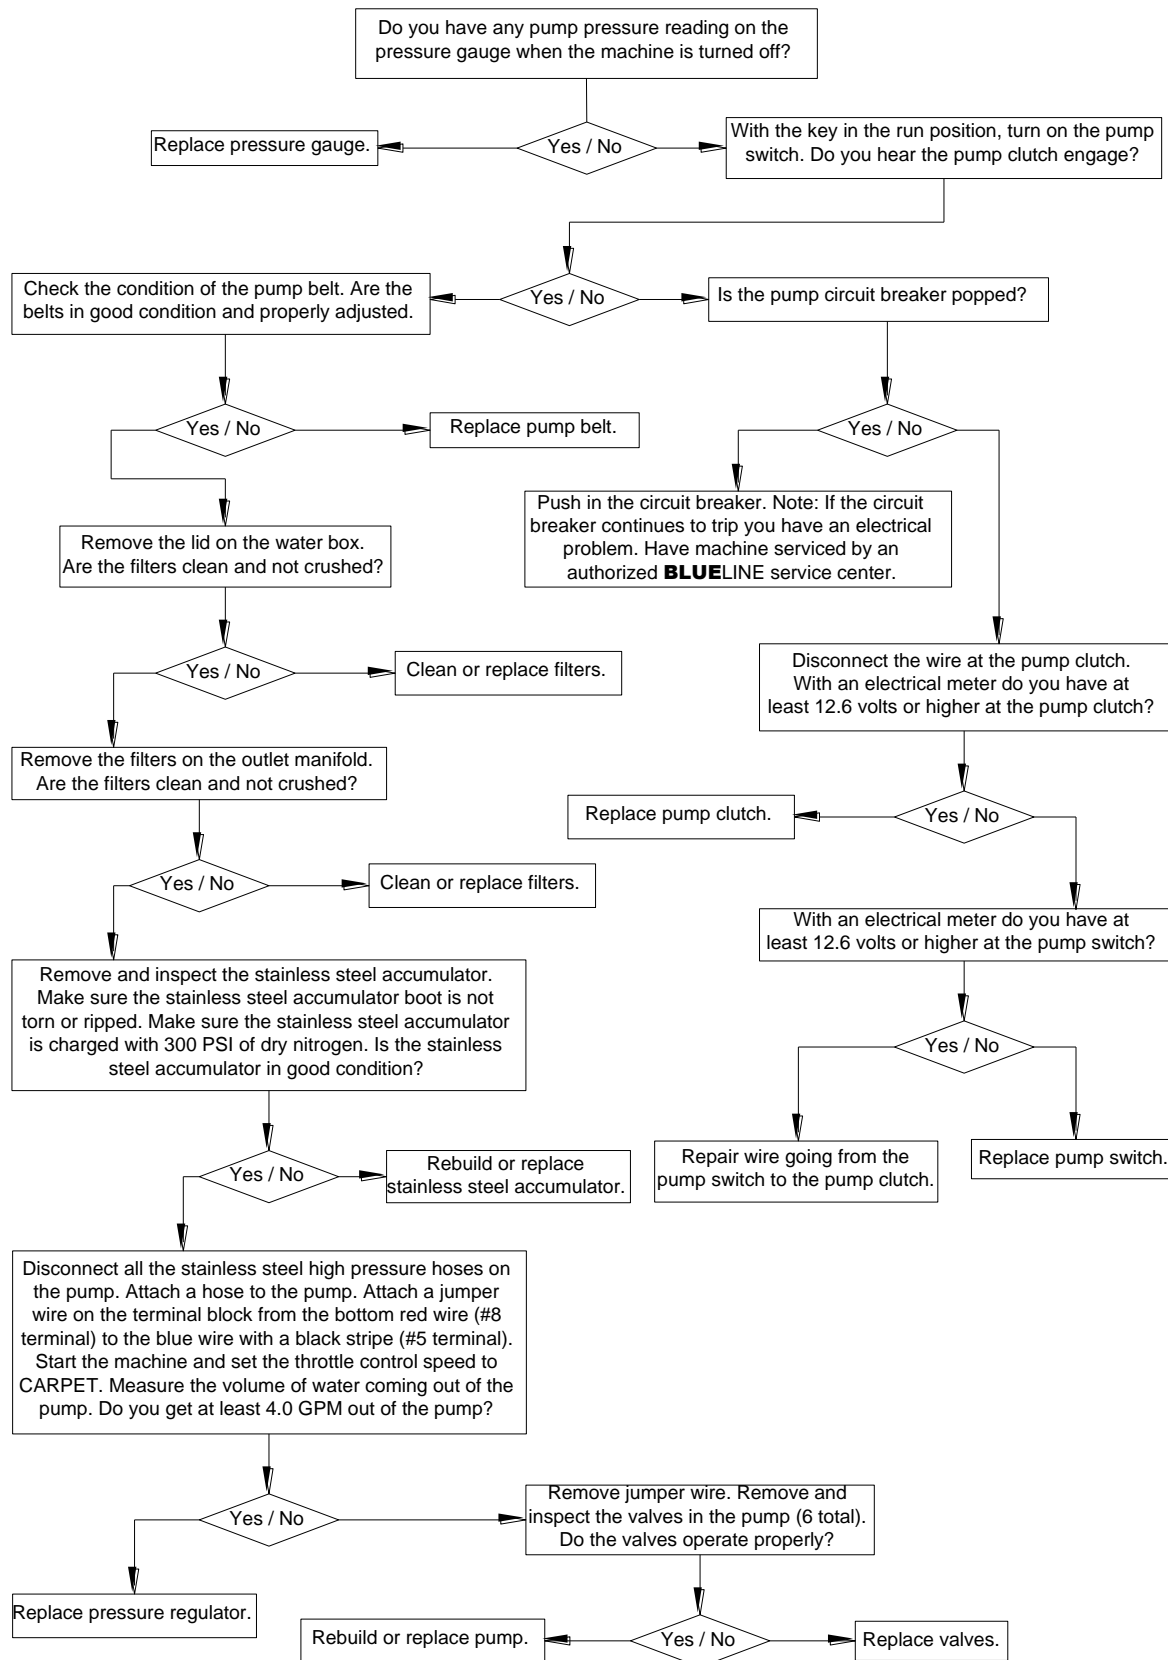 Do you have any pump pressure reading on the
pressure gauge when the machine is turned off?
Replace pressure gauge.
Yes / No
With the key in the run position, turn on the pump
switch. Do you hear the pump clutch engage?
Check the condition of the pump belt. Are the
belts in good condition and properly adjusted.
Yes / No
Is the pump circuit breaker popped?
Yes / No
Replace pump belt.
Yes / No
Push in the circuit breaker. Note: If the circuit
breaker continues to trip you have an electrical
problem. Have machine serviced by an
authorized BLUELINE service center.
Remove the lid on the water box.
Are the filters clean and not crushed?
Yes / No
Clean or replace filters.
Disconnect the wire at the pump clutch.
With an electrical meter do you have at
least 12.6 volts or higher at the pump clutch?
Remove the filters on the outlet manifold.
Are the filters clean and not crushed?
Replace pump clutch.
Yes / No
Yes / No
Clean or replace filters.
With an electrical meter do you have at
least 12.6 volts or higher at the pump switch?
Remove and inspect the stainless steel accumulator.
Make sure the stainless steel accumulator boot is not
torn or ripped. Make sure the stainless steel accumulator
is charged with 300 PSI of dry nitrogen. Is the stainless
steel accumulator in good condition?
Yes / No
Yes / No
Rebuild or replace
stainless steel accumulator.
Repair wire going from the
pump switch to the pump clutch.
Replace pump switch.
Disconnect all the stainless steel high pressure hoses on
the pump. Attach a hose to the pump. Attach a jumper
wire on the terminal block from the bottom red wire (#8
terminal) to the blue wire with a black stripe (#5 terminal).
Start the machine and set the throttle control speed to
CARPET. Measure the volume of water coming out of the
pump. Do you get at least 4.0 GPM out of the pump?
Yes / No
Remove jumper wire. Remove and
inspect the valves in the pump (6 total).
Do the valves operate properly?
Replace pressure regulator.
Rebuild or replace pump.
Yes / No
Replace valves.